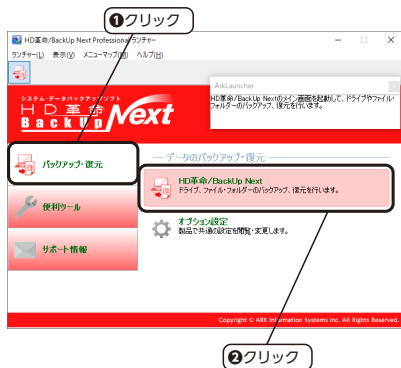 ❶クリック
HD革命/BackUp Next Professional ランチャー
ランチャー(L) 表示(V) メニューマップ(M) ヘルプ(H)
ArkLauncher
HD革命/BackUp Nextのメイン画面を起動して、ドライブやファイル・フォルダーのバックアップ、復元を行います。
システム・データバックアップソフト
HD革命
BackUp Next
バックアップ・復元
便利ツール
サポート情報
データのバックアップ・復元
HD革命/BackUp Next
ドライブ、ファイル・フォルダーのバックアップ、復元を行います。
オプション設定
製品で共通の設定を閲覧・変更します。
Copyright © ARK Information Systems Inc. All Rights Reserved.
❷クリック